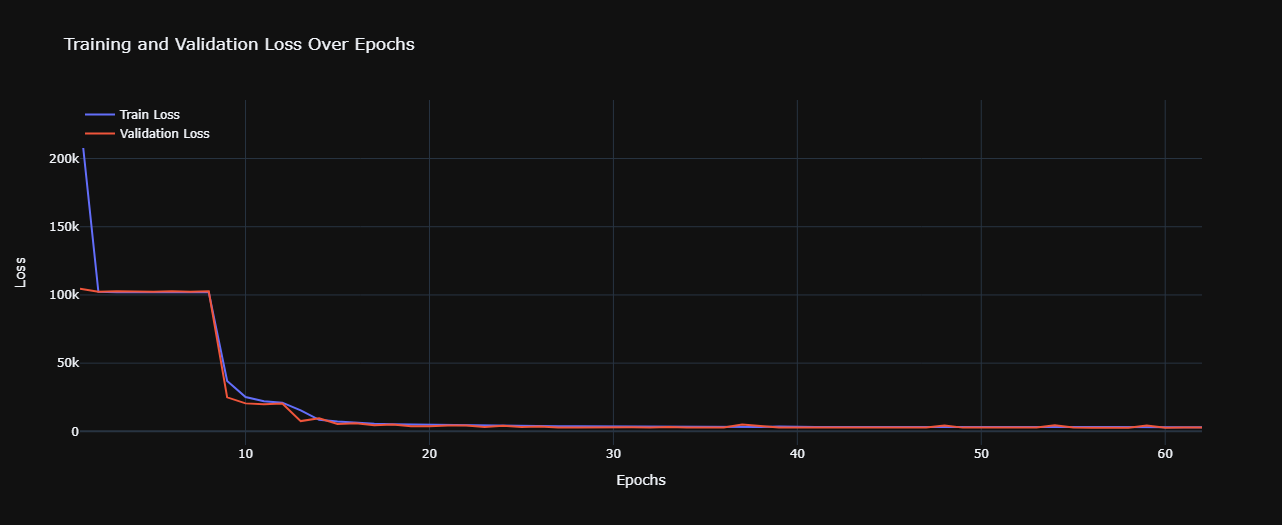 Training and Validation Loss Over Epochs
Train Loss
Validation Loss
200k
150k
100k
50k
0
Loss
10 20 30 40 50 60
Epochs